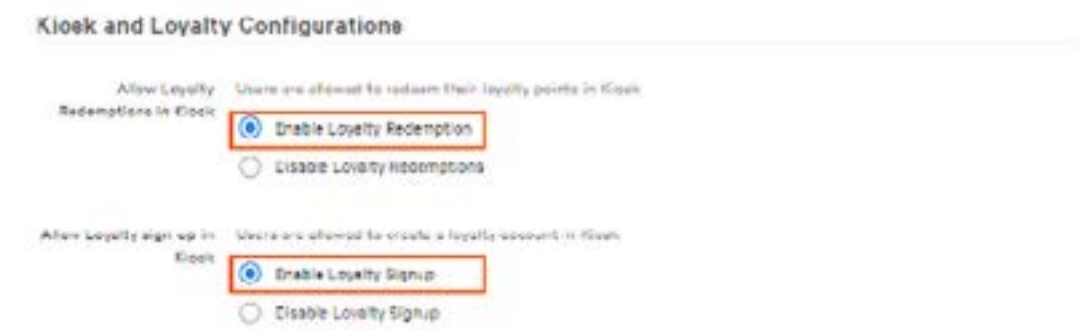 Kiosk and Loyalty Configurations
Allow Loyalty Redemptions in Kiosk
Users are allowed to redeem their loyalty points in Kiosk
Enable Loyalty Redemption
Disable Loyalty Redemptions
Allow Loyalty sign up in Kiosk
Users are allowed to create a loyalty account in Kiosk
Enable Loyalty Signup
Disable Loyalty Signup